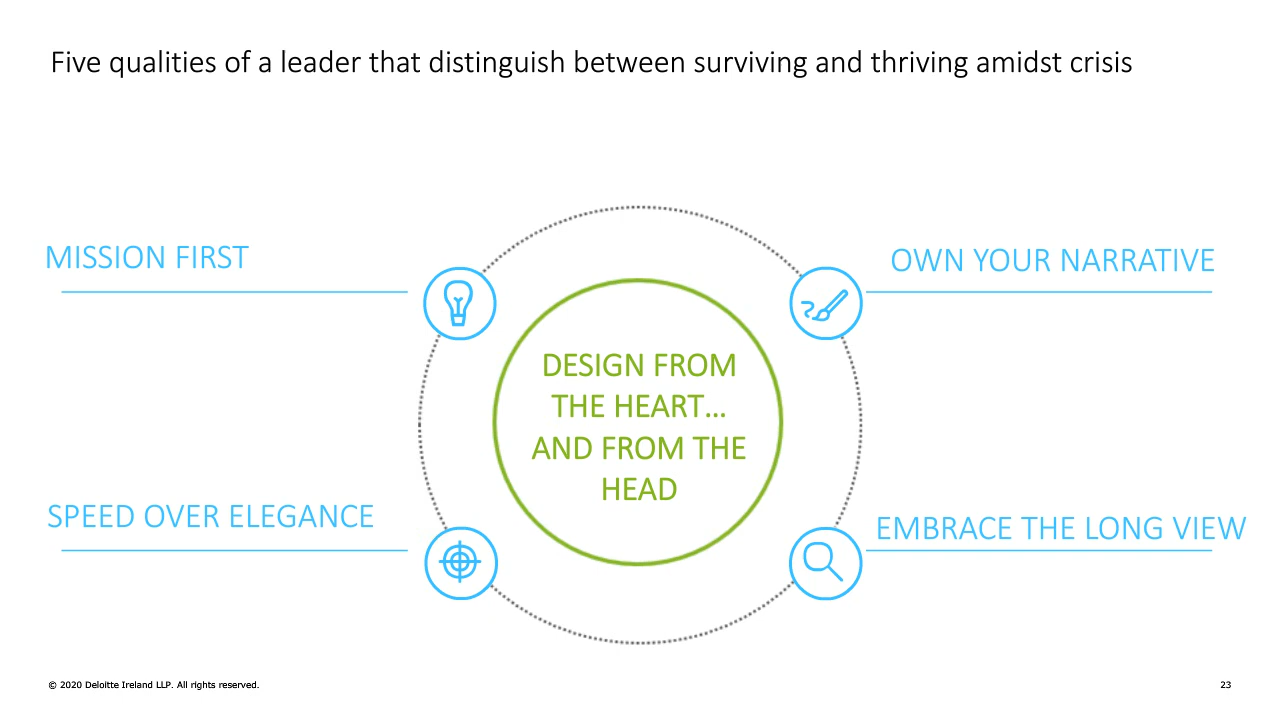 Five qualities of a leader that distinguish between surviving and thriving amidst crisis
MISSION FIRST
OWN YOUR NARRATIVE
DESIGN FROM
THE HEART…
AND FROM THE
HEAD
SPEED OVER ELEGANCE
EMBRACE THE LONG VIEW
© 2020 Deloitte Ireland LLP. All rights reserved.
23